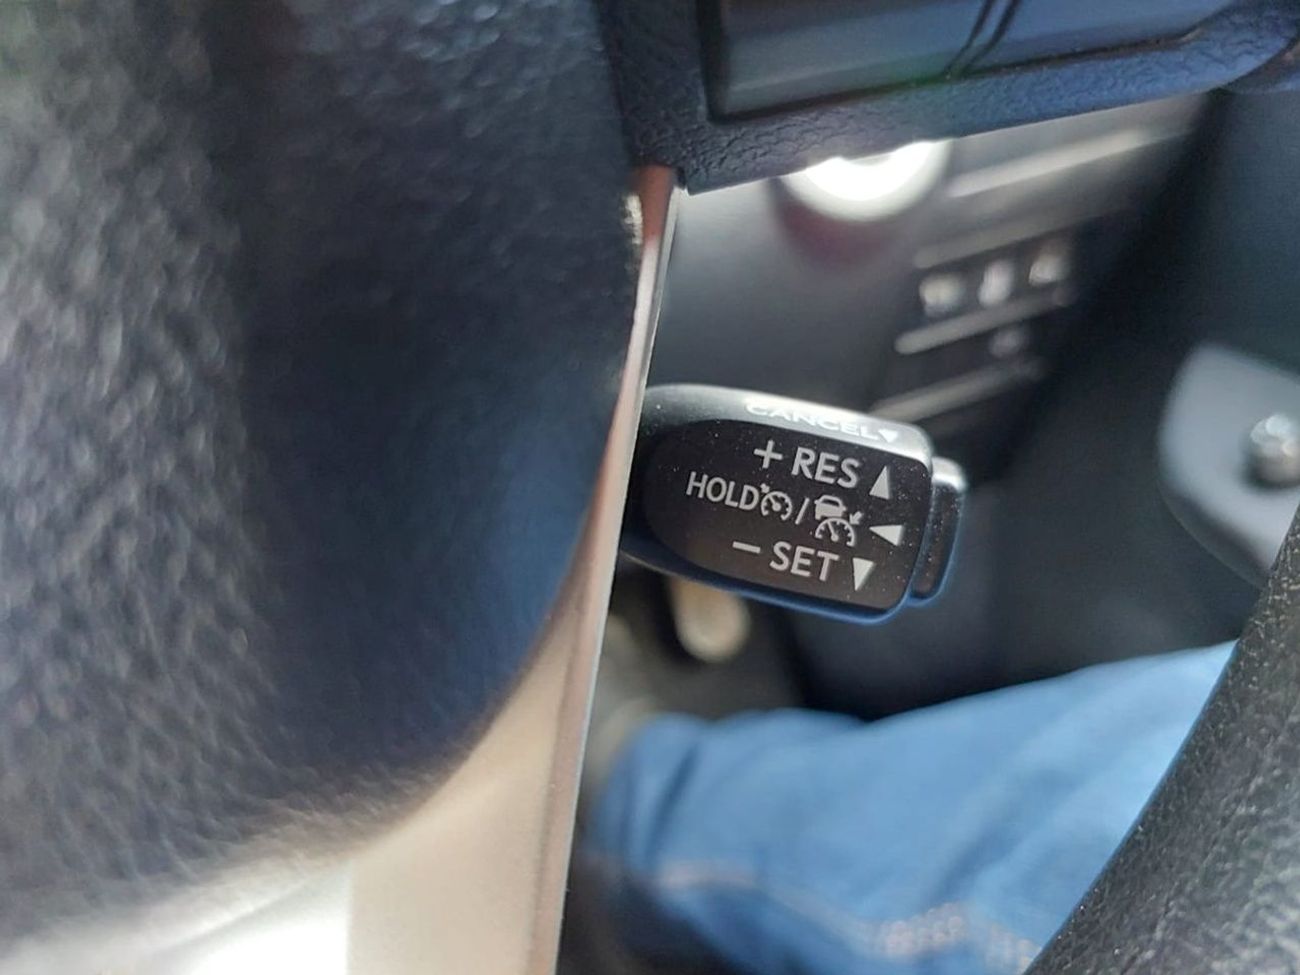 CANCEL▼
+ RES ▲
HOLD / ◀
− SET ▼